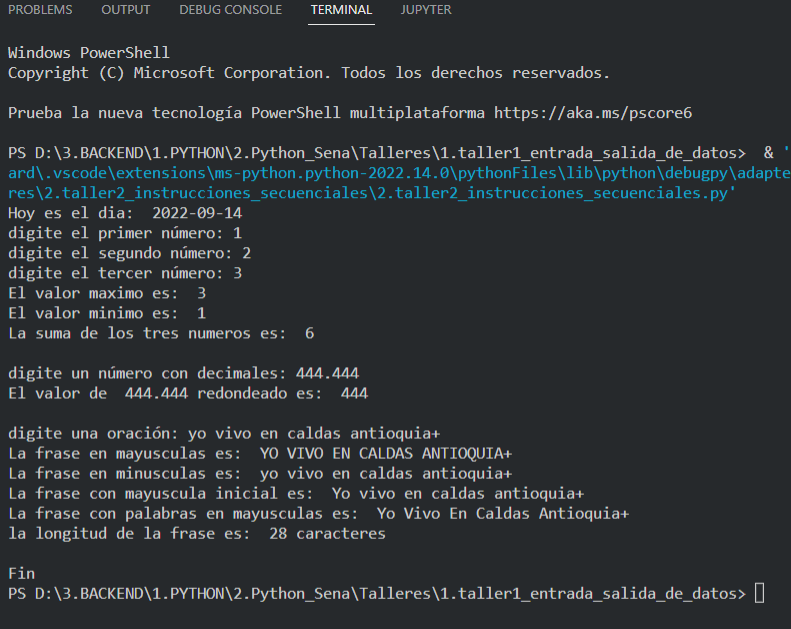 PROBLEMS OUTPUT DEBUG CONSOLE TERMINAL JUPYTER
Windows PowerShell
Copyright (C) Microsoft Corporation. Todos los derechos reservados.
Prueba la nueva tecnología PowerShell multiplataforma https://aka.ms/pscore6
PS D:\3.BACKEND\1.PYTHON\2.Python_Sena\Talleres\1.taller1_entrada_salida_de_datos>  & '
ard\.vscode\extensions\ms-python.python-2022.14.0\pythonFiles\lib\python\debugpy\adapte
res\2.taller2_instrucciones_secuenciales\2.taller2_instrucciones_secuenciales.py'
Hoy es el dia:  2022-09-14
digite el primer número: 1
digite el segundo número: 2
digite el tercer número: 3
El valor maximo es:  3
El valor minimo es:  1
La suma de los tres numeros es:  6
digite un número con decimales: 444.444
El valor de  444.444 redondeado es:  444
digite una oración: yo vivo en caldas antioquia+
La frase en mayusculas es:  YO VIVO EN CALDAS ANTIOQUIA+
La frase en minusculas es:  yo vivo en caldas antioquia+
La frase con mayuscula inicial es:  Yo vivo en caldas antioquia+
La frase con palabras en mayusculas es:  Yo Vivo En Caldas Antioquia+
la longitud de la frase es:  28 caracteres
Fin
PS D:\3.BACKEND\1.PYTHON\2.Python_Sena\Talleres\1.taller1_entrada_salida_de_datos>